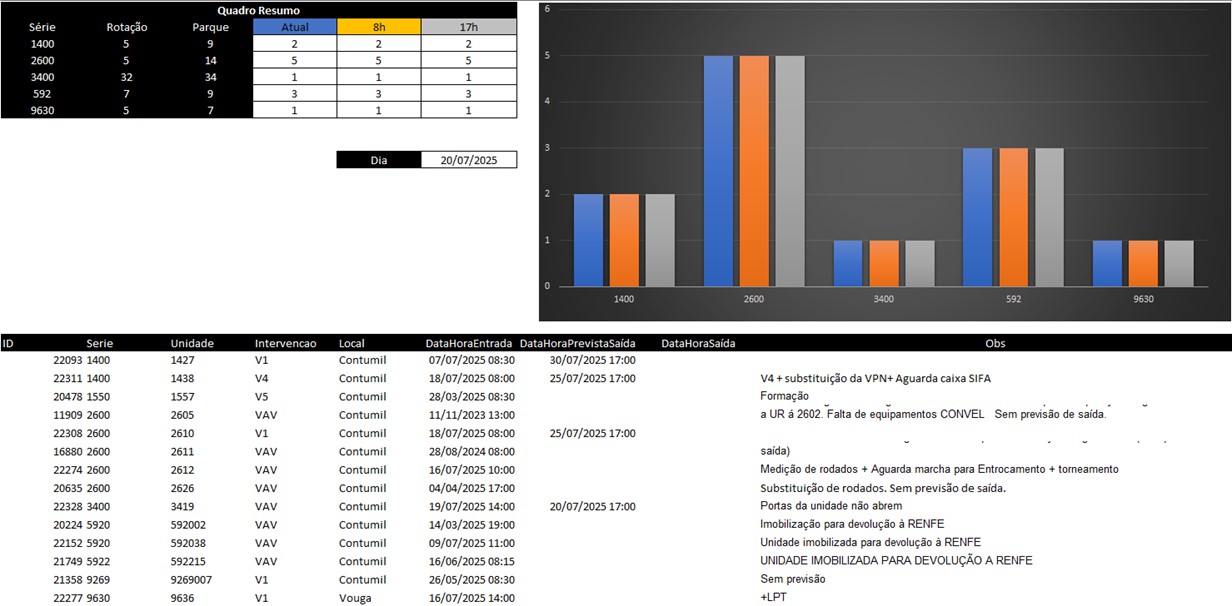 Quadro Resumo
Série Rotação Parque Atual 8h 17h
1400 5 9 2 2 2
2600 5 14 5 5 5
3400 32 34 1 1 1
592 7 9 3 3 3
9630 5 7 1 1 1
Dia 20/07/2025
6
5
4
3
2
1
0
1400 2600 3400 592 9630
ID Serie Unidade Intervencao Local DataHoraEntrada DataHoraPrevistaSaída DataHoraSaída Obs
22093 1400 1427 V1 Contumil 07/07/2025 08:30 30/07/2025 17:00
22311 1400 1438 V4 Contumil 18/07/2025 08:00 25/07/2025 17:00 V4 + substituição da VPN+ Aguarda caixa SIFA
20478 1550 1557 V5 Contumil 28/03/2025 08:30 Formação
11909 2600 2605 VAV Contumil 11/11/2023 13:00 a UR á 2602. Falta de equipamentos CONVEL Sem previsão de saída.
22308 2600 2610 V1 Contumil 18/07/2025 08:00 25/07/2025 17:00
16880 2600 2611 VAV Contumil 28/08/2024 08:00 saída)
22274 2600 2612 VAV Contumil 16/07/2025 10:00 Medição de rodados + Aguarda marcha para Entrocamento + torneamento
20635 2600 2626 VAV Contumil 04/04/2025 17:00 Substituição de rodados. Sem previsão de saída.
22328 3400 3419 VAV Contumil 19/07/2025 14:00 20/07/2025 17:00 Portas da unidade não abrem
20224 5920 592002 VAV Contumil 14/03/2025 19:00 Imobilização para devolução à RENFE
22152 5920 592038 VAV Contumil 09/07/2025 11:00 Unidade imobilizada para devolução à RENFE
21749 5922 592215 VAV Contumil 16/06/2025 08:15 UNIDADE IMOBILIZADA PARA DEVOLUÇÃO A RENFE
21358 9269 9269007 V1 Contumil 26/05/2025 08:30 Sem previsão
22277 9630 9636 V1 Vouga 16/07/2025 14:00 +LPT